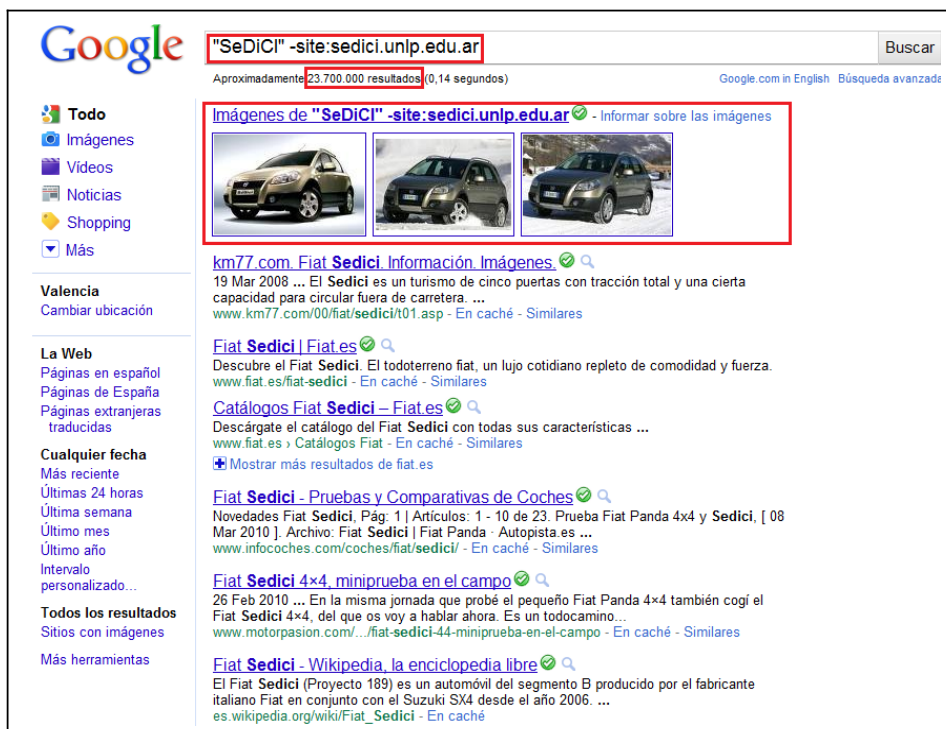 Google
"SeDiCI" -site:sedici.unlp.edu.ar
Buscar
Aproximadamente 23.700.000 resultados (0,14 segundos)
Google.com in English Búsqueda avanzada
Todo
Imágenes
Vídeos
Noticias
Shopping
Más
Valencia
Cambiar ubicación
La Web
Páginas en español
Páginas de España
Páginas extranjeras
traducidas
Cualquier fecha
Más reciente
Últimas 24 horas
Última semana
Último mes
Último año
Intervalo
personalizado...
Todos los resultados
Sitios con imágenes
Más herramientas
Imágenes de "SeDiCI" -site:sedici.unlp.edu.ar - Informar sobre las imágenes
km77.com. Fiat Sedici. Información. Imágenes.
19 Mar 2008 ... El Sedici es un turismo de cinco puertas con tracción total y una cierta
capacidad para circular fuera de carretera. ...
www.km77.com/00/fiat/sedici/t01.asp - En caché - Similares
Fiat Sedici | Fiat.es
Descubre el Fiat Sedici. El todoterreno fiat, un lujo cotidiano repleto de comodidad y fuerza.
www.fiat.es/fiat-sedici - En caché - Similares
Catálogos Fiat Sedici – Fiat.es
Descárgate el catálogo del Fiat Sedici con todas sus características ...
www.fiat.es › Catálogos Fiat - En caché - Similares
Mostrar más resultados de fiat.es
Fiat Sedici - Pruebas y Comparativas de Coches
Novedades Fiat Sedici, Pág: 1 | Artículos: 1 - 10 de 23. Prueba Fiat Panda 4x4 y Sedici, [ 08
Mar 2010 ]. Archivo: Fiat Sedici | Fiat Panda · Autopista.es ...
www.infocoches.com/coches/fiat/sedici/ - En caché - Similares
Fiat Sedici 4×4, miniprueba en el campo
26 Feb 2010 ... En la misma jornada que probé el pequeño Fiat Panda 4×4 también cogí el
Fiat Sedici 4×4, del que os voy a hablar ahora. Es un todocamino...
www.motorpasion.com/.../fiat-sedici-44-miniprueba-en-el-campo - En caché - Similares
Fiat Sedici - Wikipedia, la enciclopedia libre
El Fiat Sedici (Proyecto 189) es un automóvil del segmento B producido por el fabricante
italiano Fiat en conjunto con el Suzuki SX4 desde el año 2006. ...
es.wikipedia.org/wiki/Fiat_Sedici - En caché